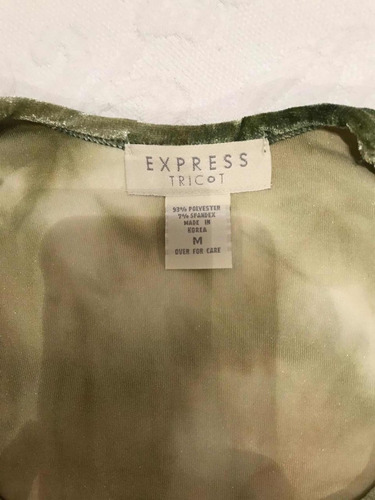 EXPRESS
TRICOT
93% POLYESTER
7% SPANDEX
MADE IN
KOREA
M
OVER FOR CARE